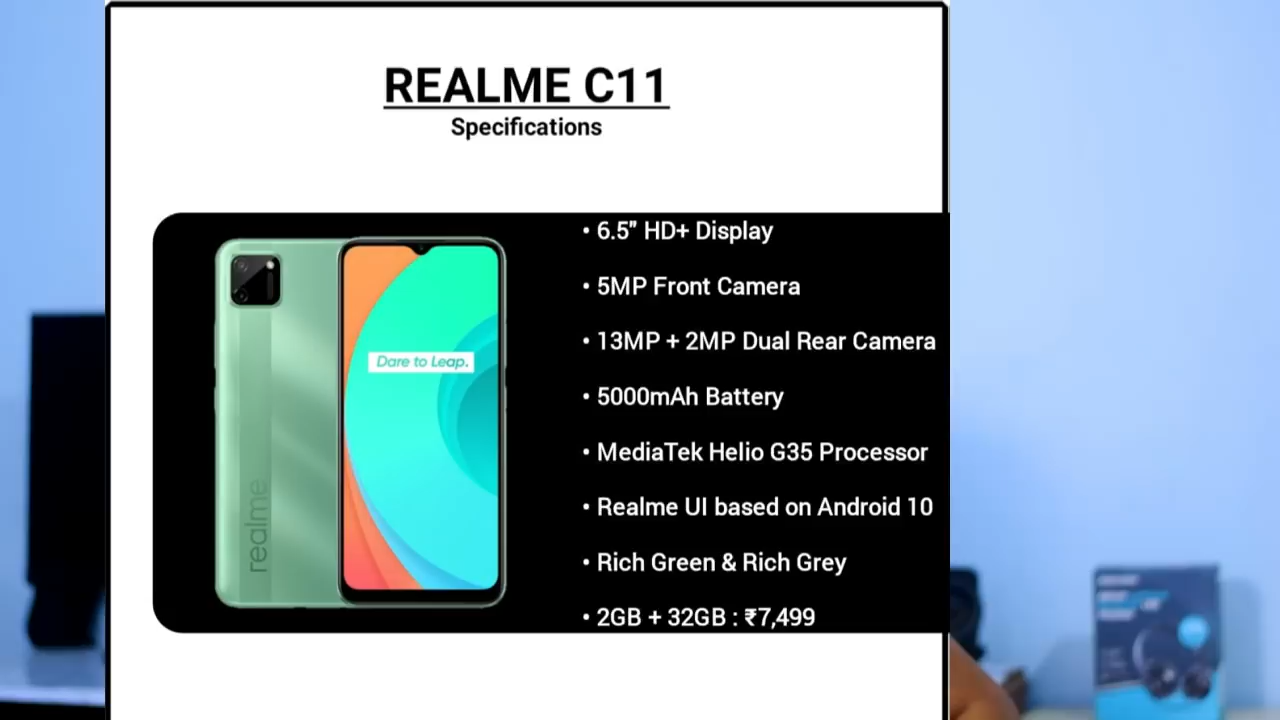 REALME C11
Specifications
• 6.5" HD+ Display
• 5MP Front Camera
• 13MP + 2MP Dual Rear Camera
• 5000mAh Battery
• MediaTek Helio G35 Processor
• Realme UI based on Android 10
• Rich Green & Rich Grey
• 2GB + 32GB : ₹7,499
Dare to Leap.
realme